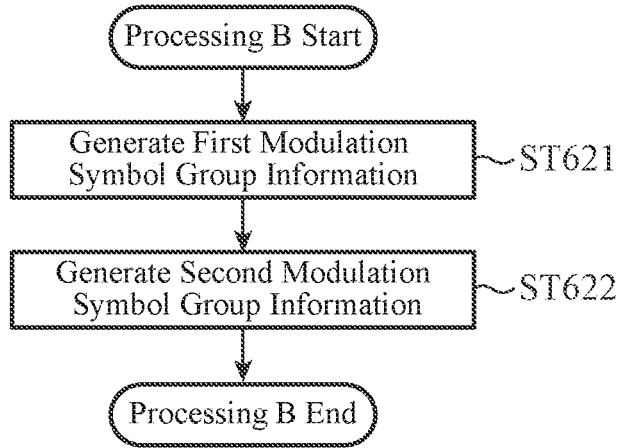 Processing B Start
Generate First Modulation
Symbol Group Information
ST621
Generate Second Modulation
Symbol Group Information
ST622
Processing B End